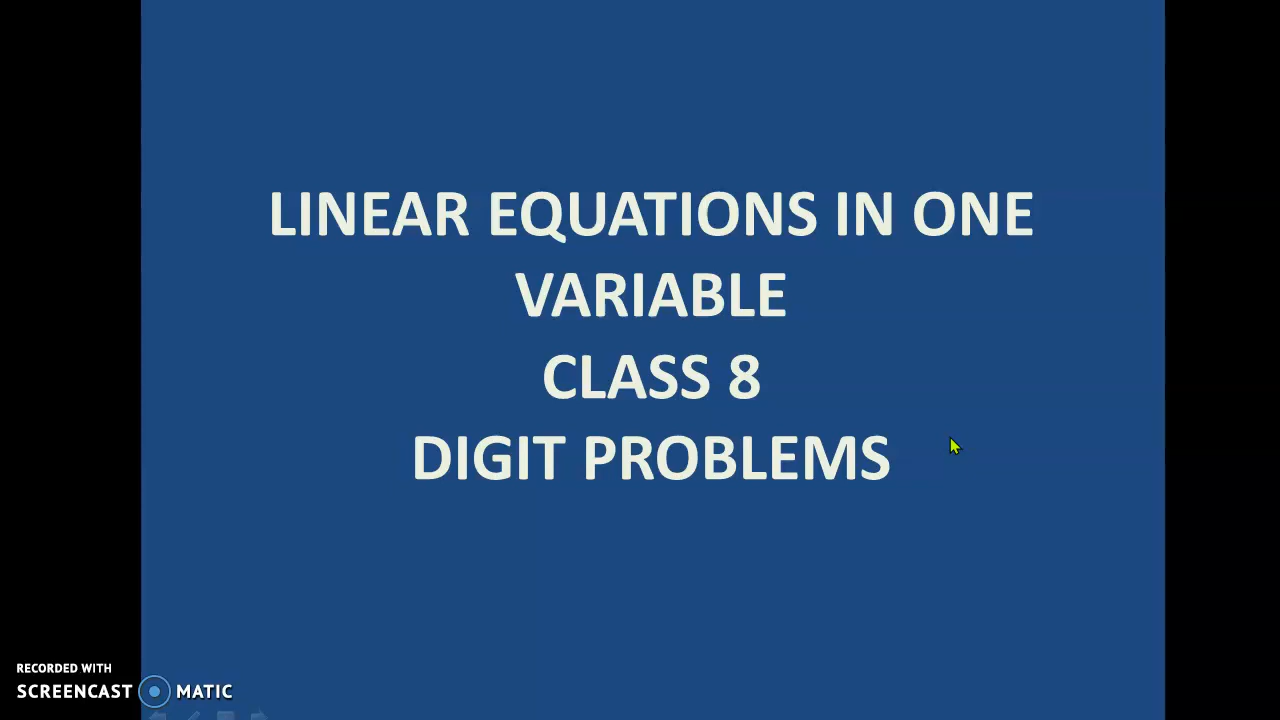 LINEAR EQUATIONS IN ONE
VARIABLE
CLASS 8
DIGIT PROBLEMS
RECORDED WITH
SCREENCAST MATIC